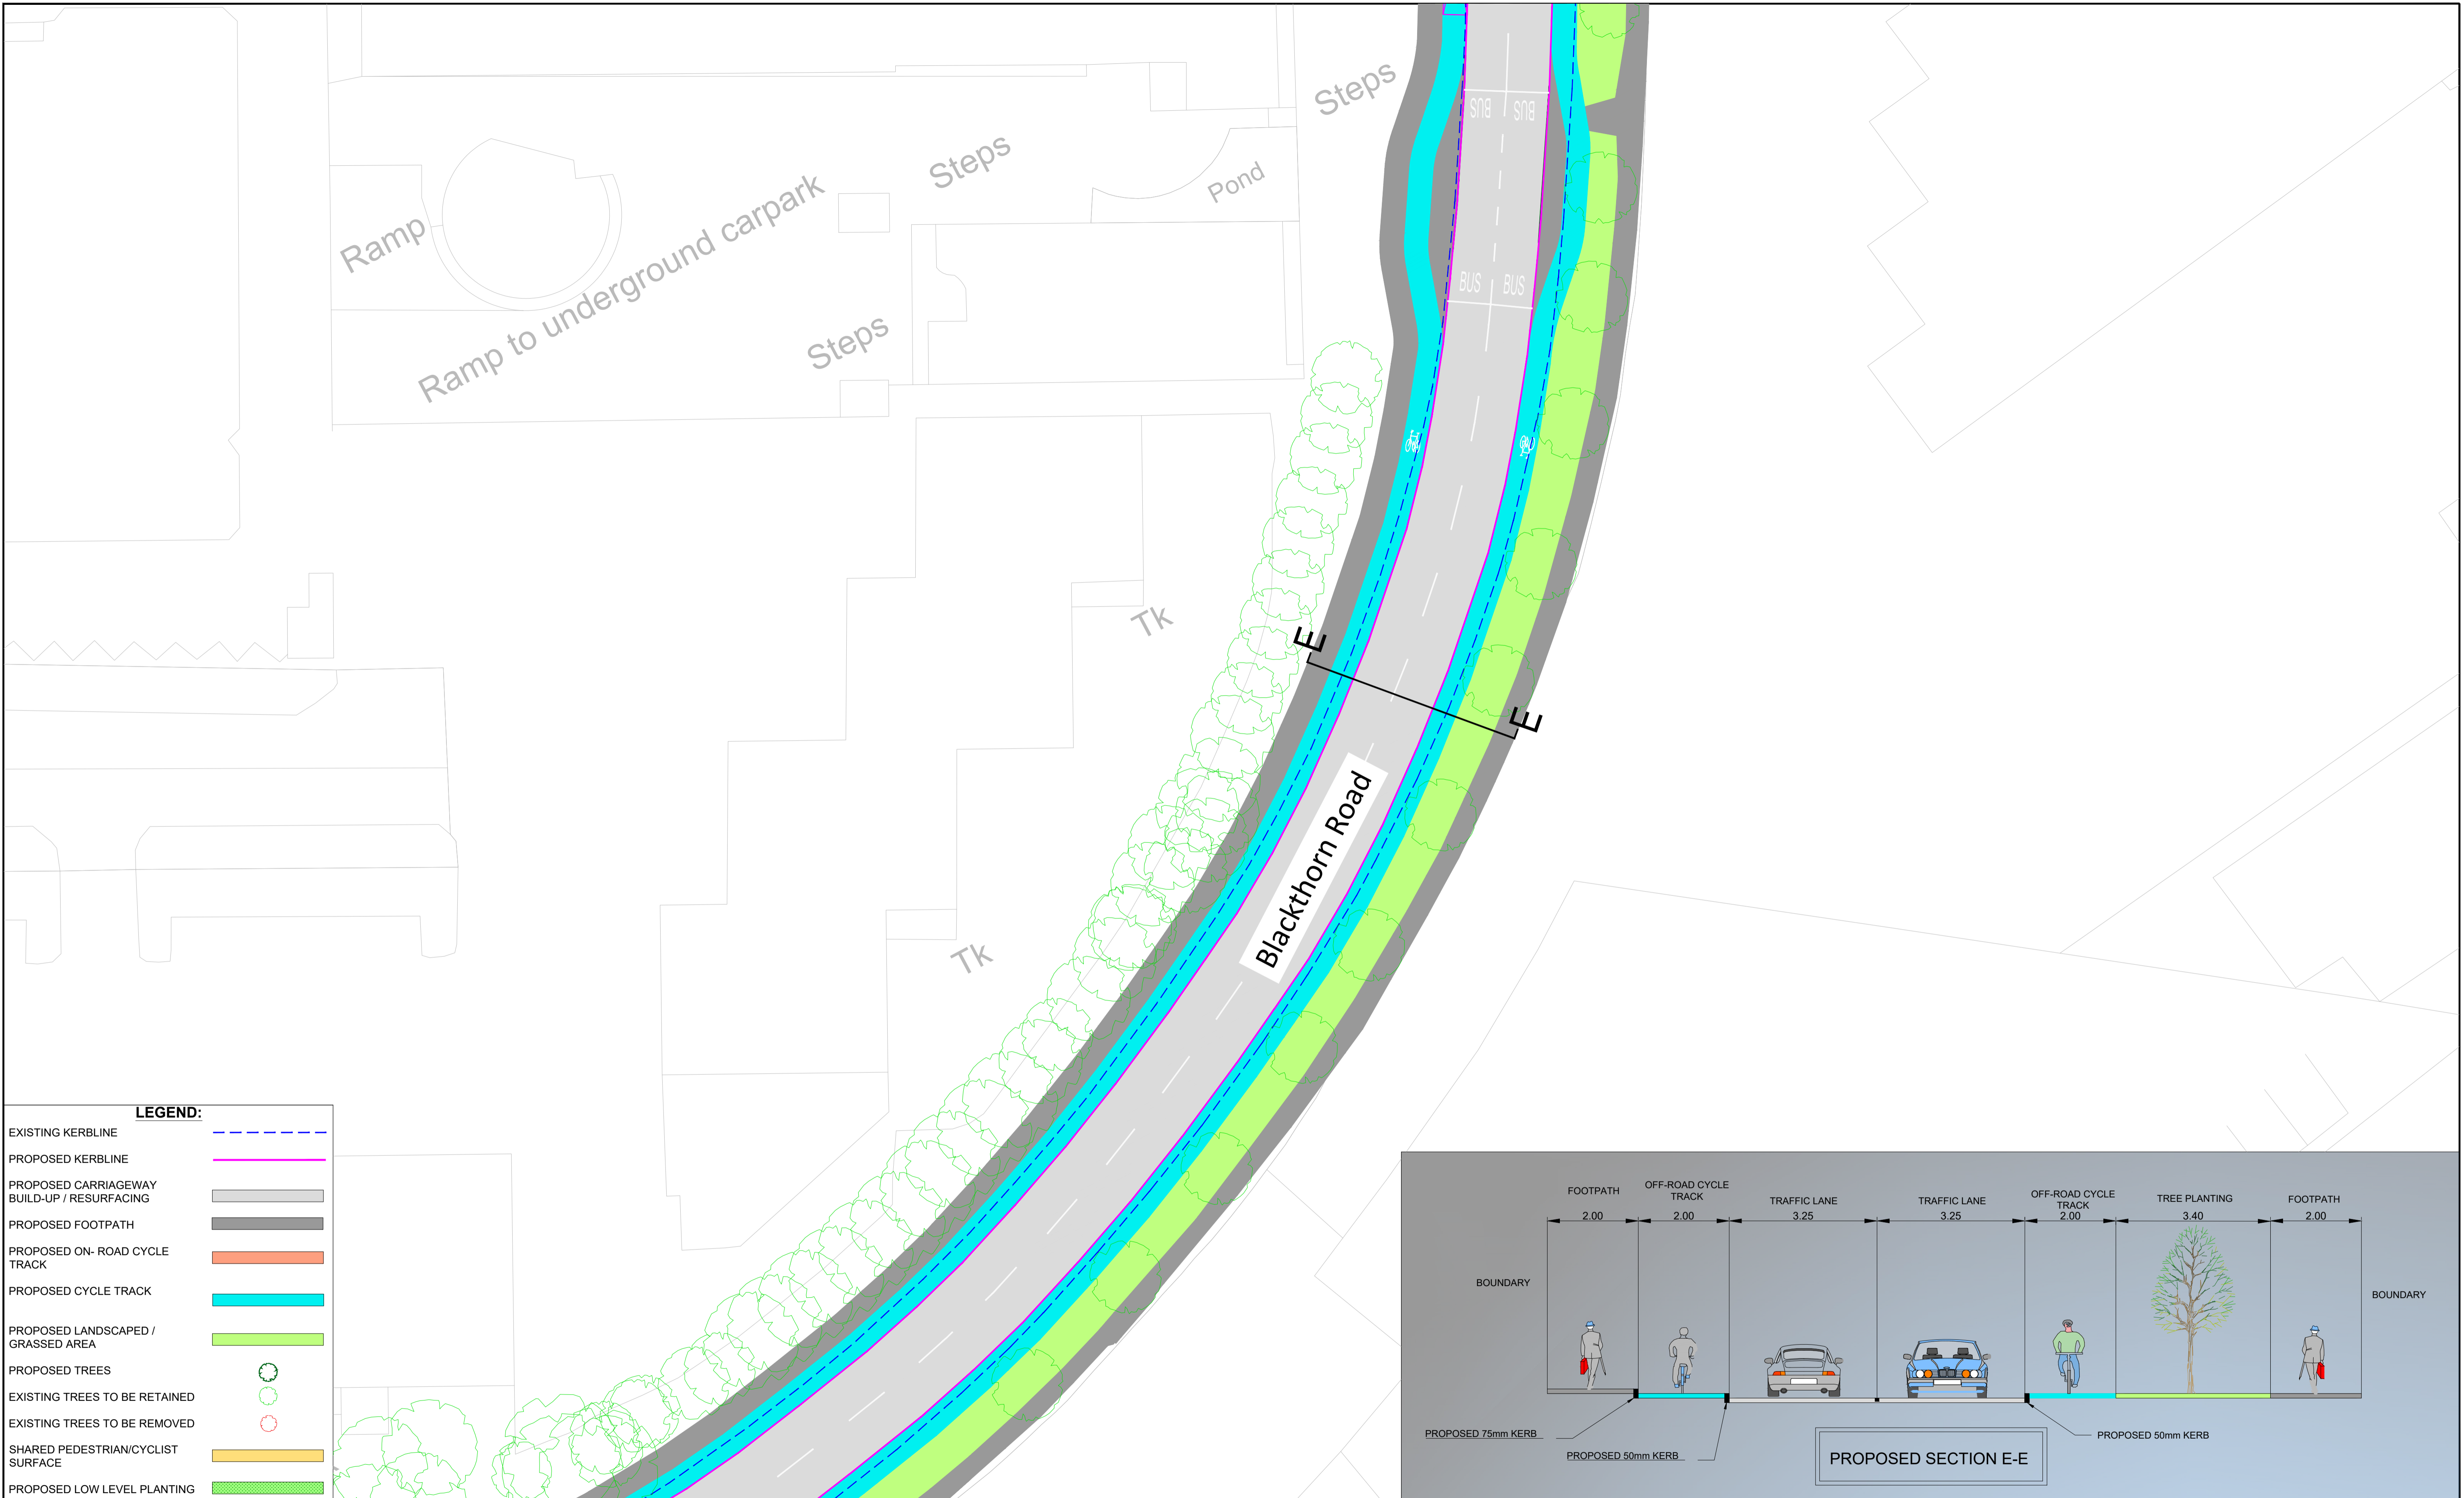 Steps
Steps
Pond
Ramp
Ramp to underground carpark
Steps
BUS BUS
BUS BUS
Tk
E
E
Blackthorn Road
Tk
LEGEND:
EXISTING KERBLINE
PROPOSED KERBLINE
PROPOSED CARRIAGEWAY
BUILD-UP / RESURFACING
PROPOSED FOOTPATH
PROPOSED ON- ROAD CYCLE
TRACK
PROPOSED CYCLE TRACK
PROPOSED LANDSCAPED /
GRASSED AREA
PROPOSED TREES
EXISTING TREES TO BE RETAINED
EXISTING TREES TO BE REMOVED
SHARED PEDESTRIAN/CYCLIST
SURFACE
PROPOSED LOW LEVEL PLANTING
FOOTPATH
2.00
OFF-ROAD CYCLE
TRACK
2.00
TRAFFIC LANE
3.25
TRAFFIC LANE
3.25
OFF-ROAD CYCLE
TRACK
2.00
TREE PLANTING
3.40
FOOTPATH
2.00
BOUNDARY
BOUNDARY
PROPOSED 75mm KERB
PROPOSED 50mm KERB
PROPOSED 50mm KERB
PROPOSED SECTION E-E